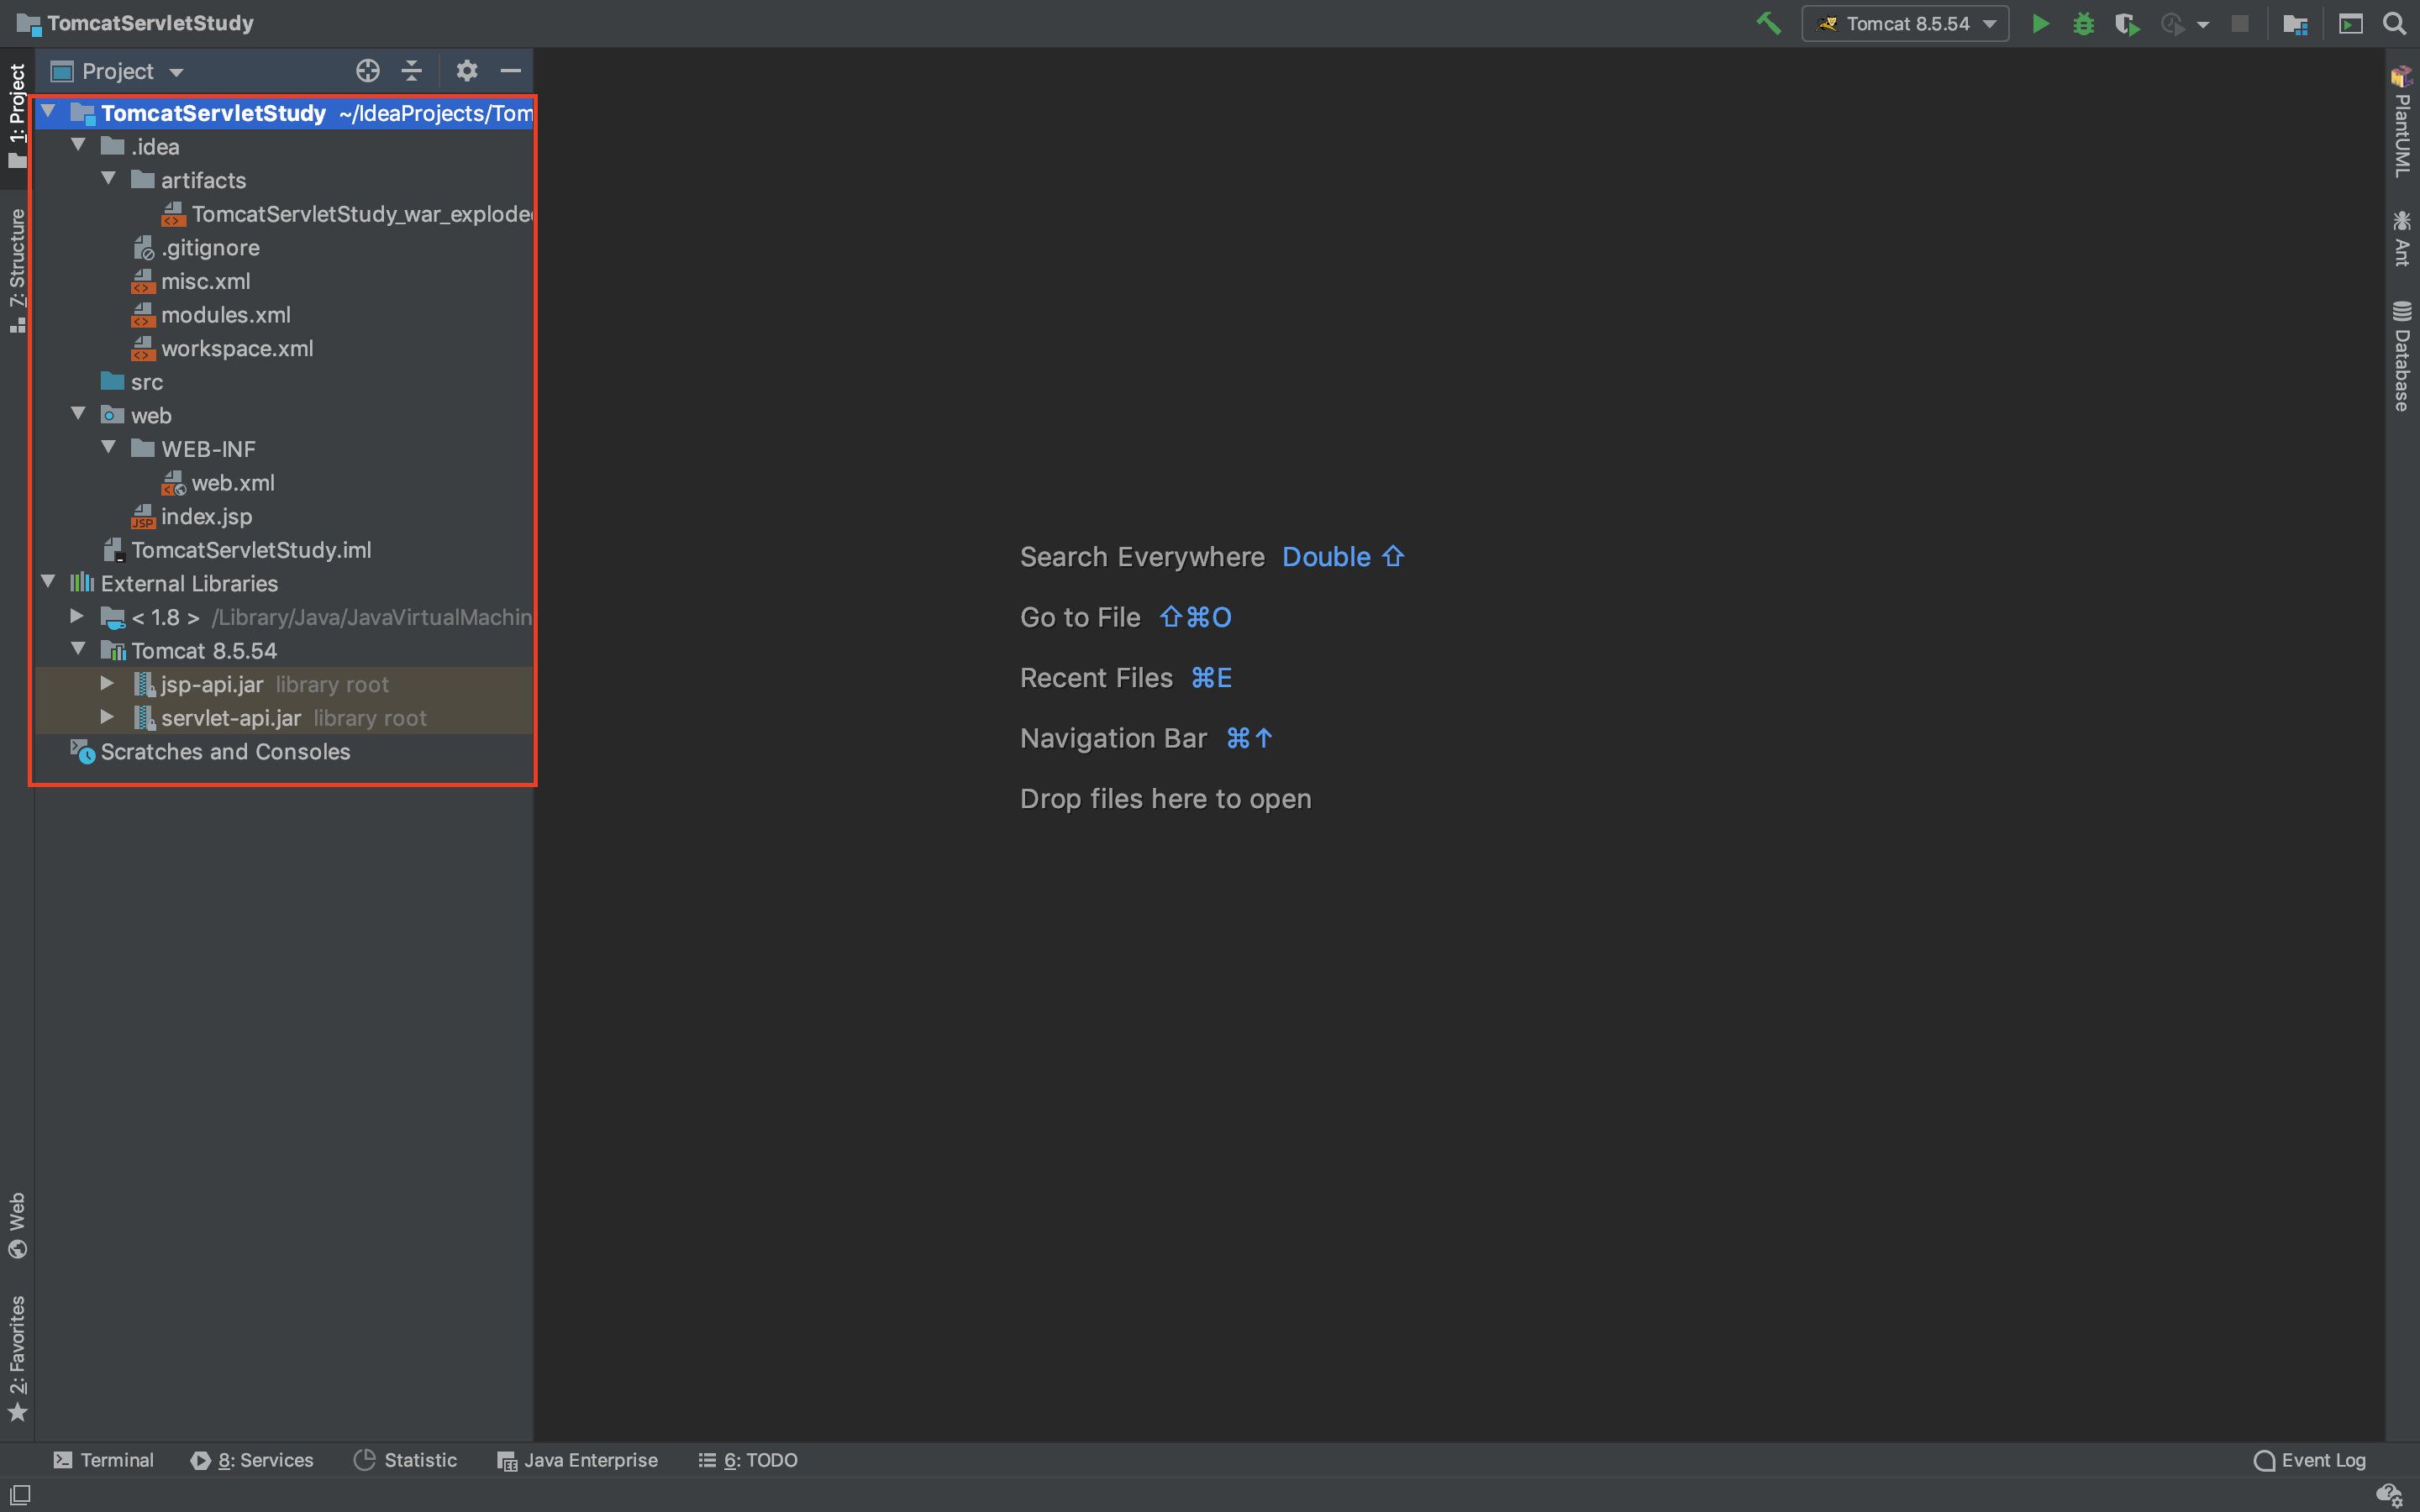 TomcatServletStudy
Tomcat 8.5.54
Project
1: Project
7: Structure
Web
2: Favorites
TomcatServletStudy ~/IdeaProjects/Tom
.idea
artifacts
TomcatServletStudy_war_explode
.gitignore
misc.xml
modules.xml
workspace.xml
src
web
WEB-INF
web.xml
index.jsp
TomcatServletStudy.iml
External Libraries
< 1.8 > /Library/Java/JavaVirtualMachin
Tomcat 8.5.54
jsp-api.jar library root
servlet-api.jar library root
Scratches and Consoles
Search Everywhere Double ⇧
Go to File ⇧⌘O
Recent Files ⌘E
Navigation Bar ⌘↑
Drop files here to open
PlantUML
Ant
Database
Terminal
8: Services
Statistic
Java Enterprise
6: TODO
Event Log